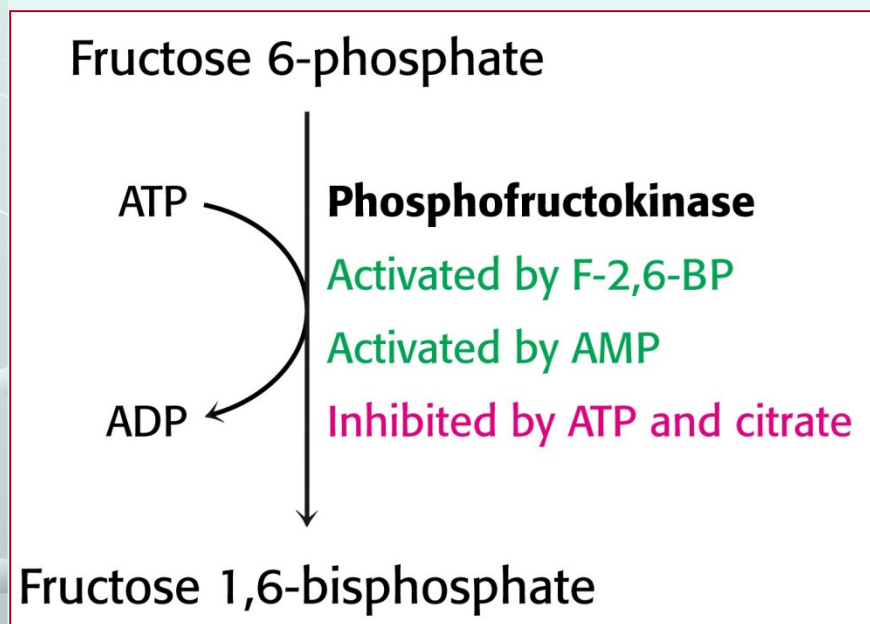 Fructose 6-phosphate
ATP
Phosphofructokinase
Activated by F-2,6-BP
Activated by AMP
ADP
Inhibited by ATP and citrate
Fructose 1,6-bisphosphate